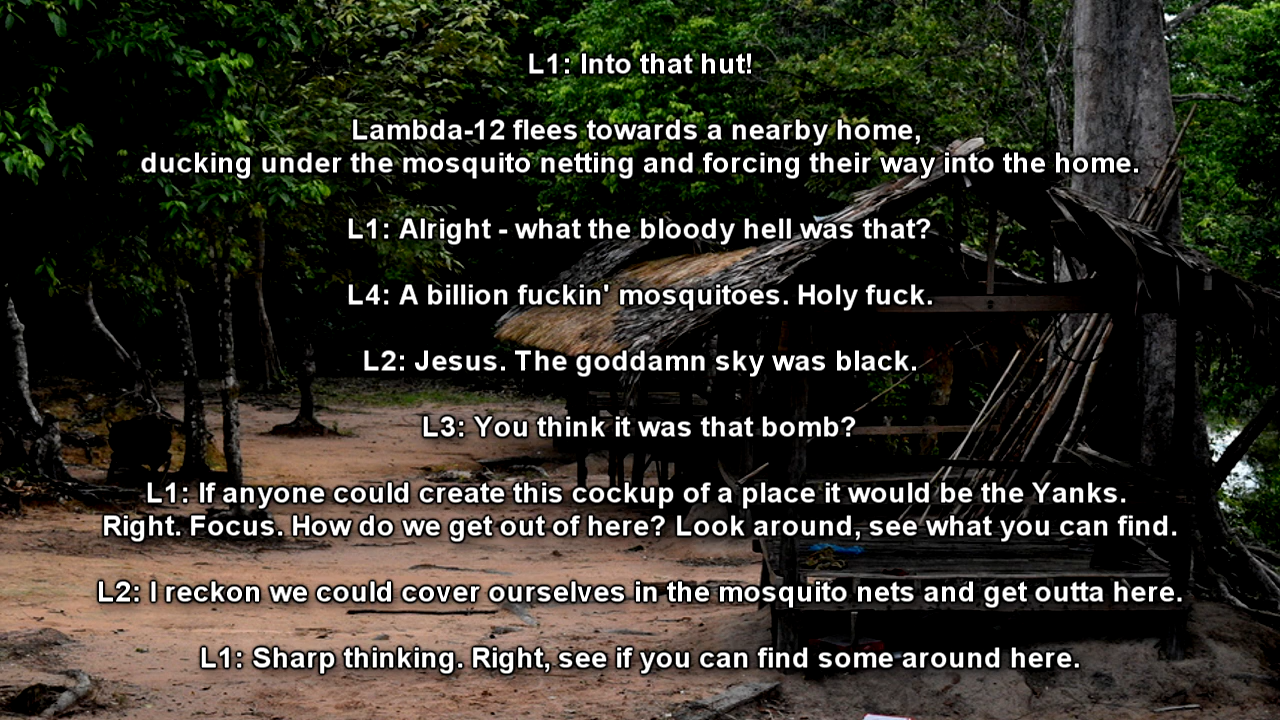 L1: Into that hut!
Lambda-12 flees towards a nearby home,
ducking under the mosquito netting and forcing their way into the home.
L1: Alright - what the bloody hell was that?
L4: A billion fuckin' mosquitoes. Holy fuck.
L2: Jesus. The goddamn sky was black.
L3: You think it was that bomb?
L1: If anyone could create this cockup of a place it would be the Yanks.
Right. Focus. How do we get out of here? Look around, see what you can find.
L2: I reckon we could cover ourselves in the mosquito nets and get outta here.
L1: Sharp thinking. Right, see if you can find some around here.